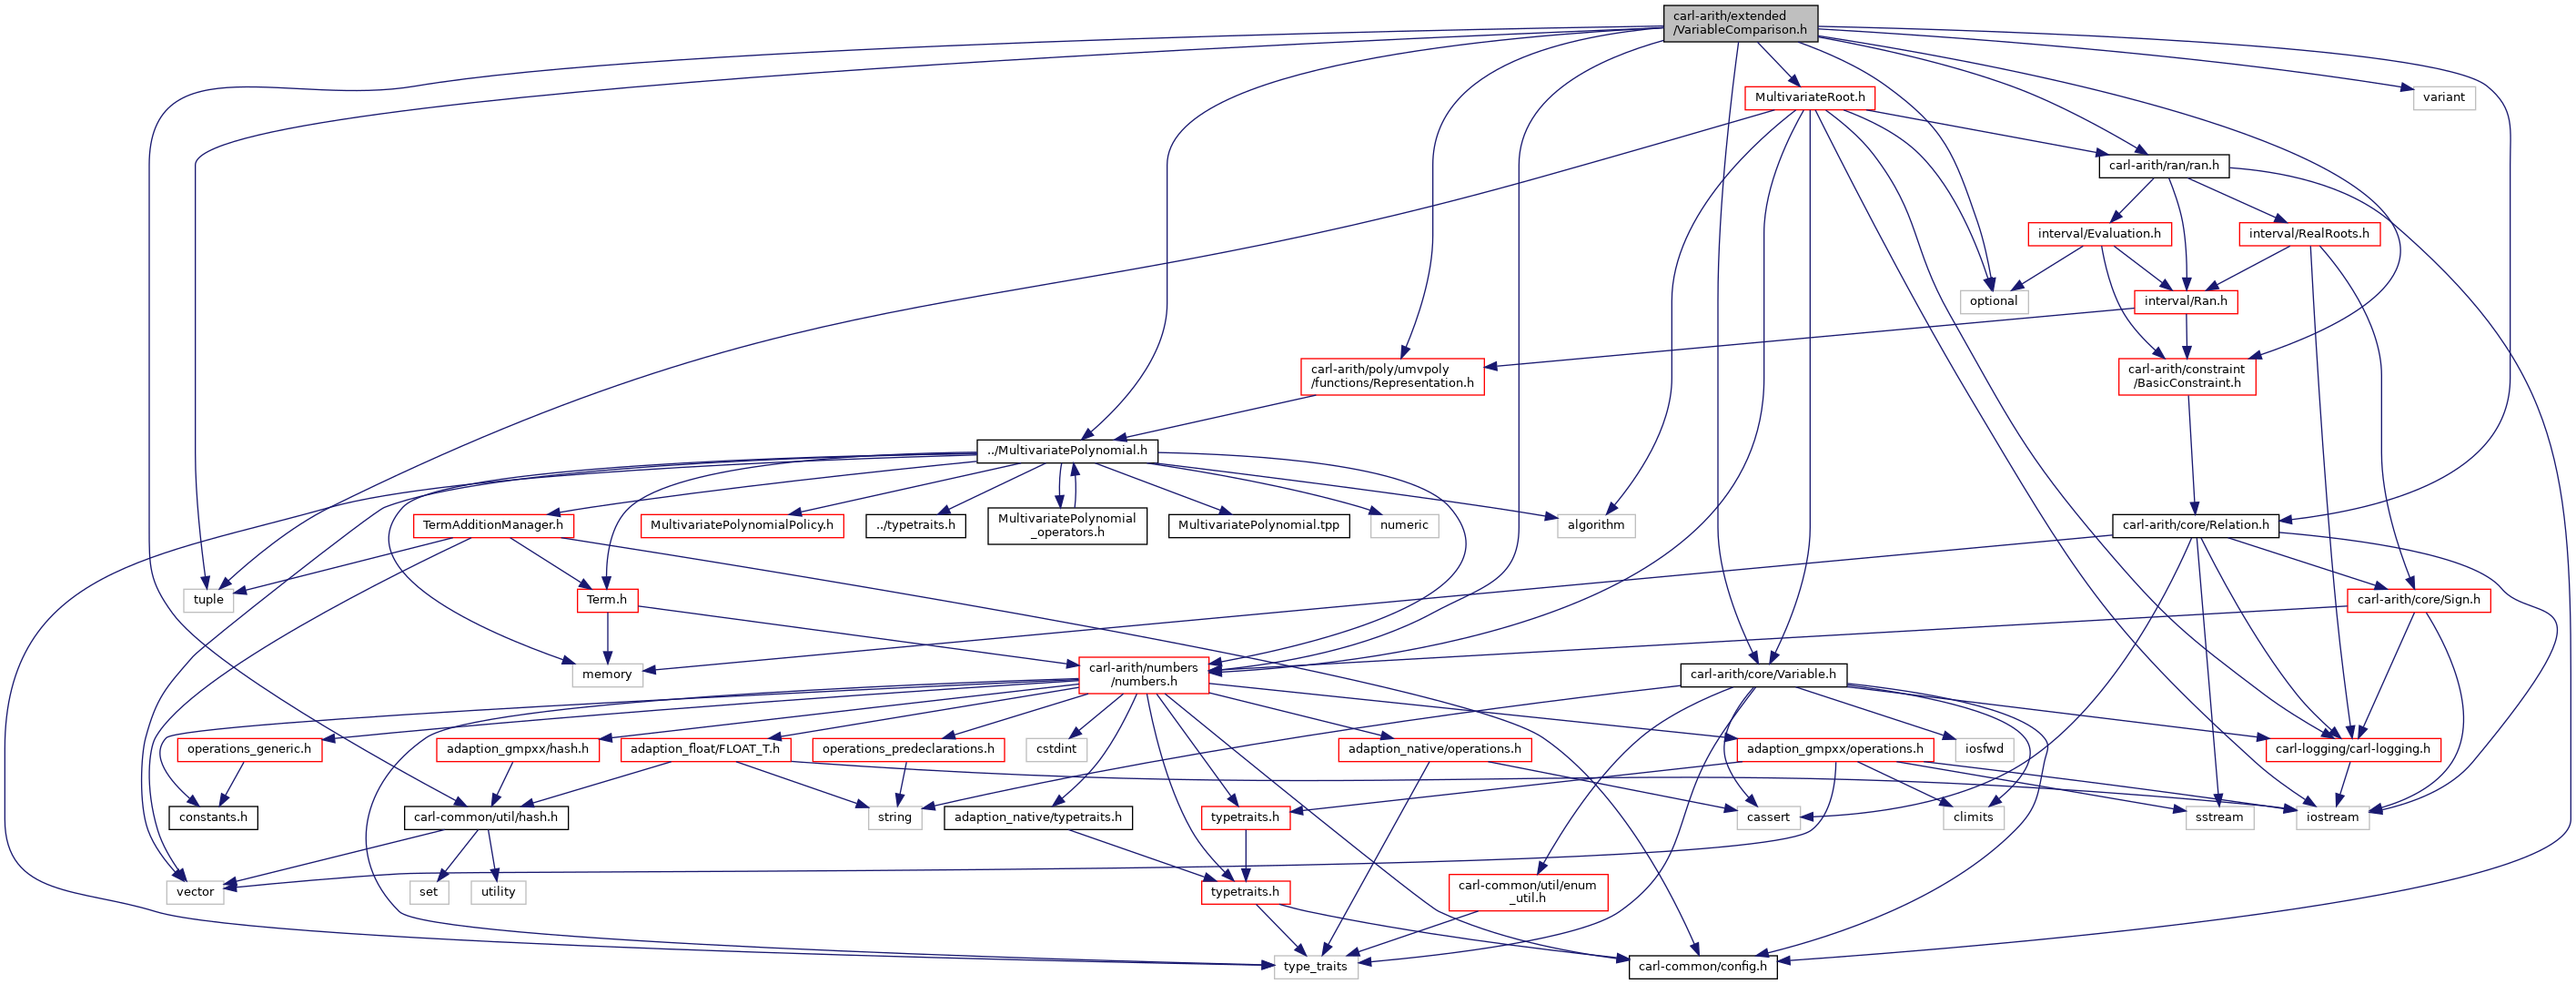 carl-arith/extended
/VariableComparison.h
MultivariateRoot.h
variant
carl-arith/ran/ran.h
interval/Evaluation.h
interval/RealRoots.h
optional
interval/Ran.h
carl-arith/poly/umvpoly
/functions/Representation.h
carl-arith/constraint
/BasicConstraint.h
../MultivariatePolynomial.h
TermAdditionManager.h
MultivariatePolynomialPolicy.h
../typetraits.h
MultivariatePolynomial
_operators.h
MultivariatePolynomial.tpp
numeric
algorithm
carl-arith/core/Relation.h
tuple
Term.h
carl-arith/core/Sign.h
memory
carl-arith/numbers
/numbers.h
carl-arith/core/Variable.h
operations_generic.h
adaption_gmpxx/hash.h
adaption_float/FLOAT_T.h
operations_predeclarations.h
cstdint
adaption_native/operations.h
adaption_gmpxx/operations.h
iosfwd
carl-logging/carl-logging.h
constants.h
carl-common/util/hash.h
string
adaption_native/typetraits.h
typetraits.h
cassert
climits
sstream
iostream
vector
set
utility
typetraits.h
carl-common/util/enum
_util.h
type_traits
carl-common/config.h